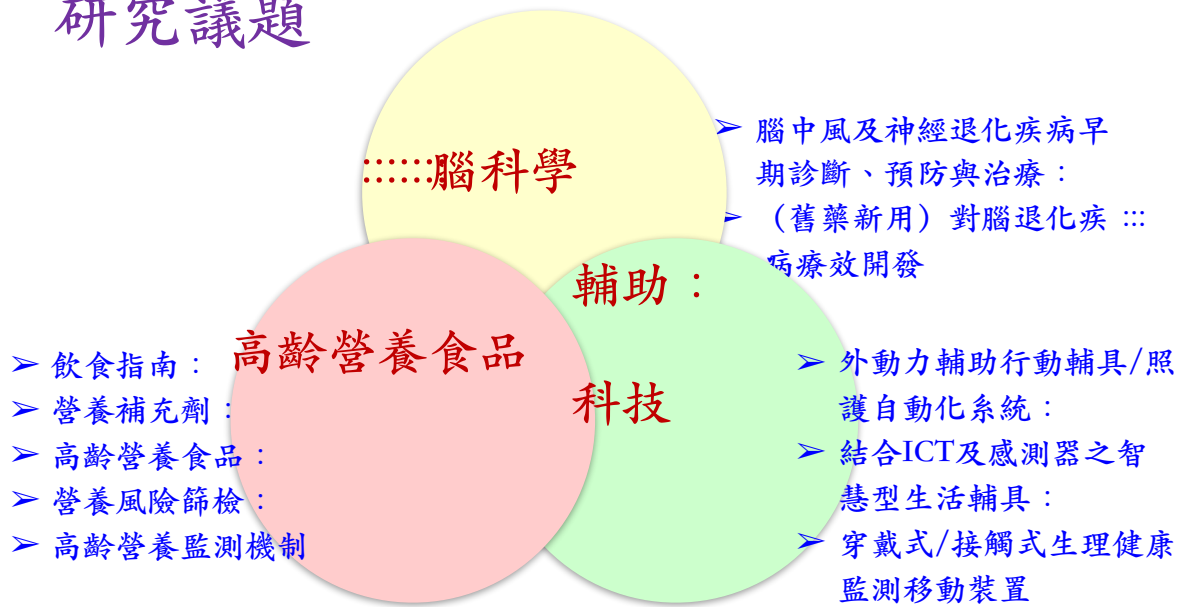 研究議題
::::::腦科學
➢ 腦中風及神經退化疾病早
期診斷、預防與治療：
➢ （舊藥新用）對腦退化疾 :::
病療效開發
輔助：
科技
高齡營養食品
➢ 飲食指南：
➢ 營養補充劑：
➢ 高齡營養食品：
➢ 營養風險篩檢：
➢ 高齡營養監測機制
➢ 外動力輔助行動輔具/照
護自動化系統：
➢ 結合ICT及感測器之智
慧型生活輔具：
➢ 穿戴式/接觸式生理健康
監測移動裝置